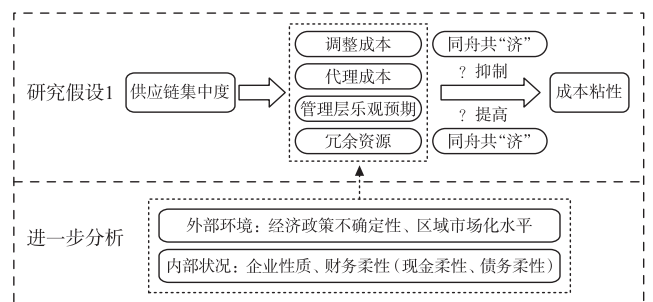 调整成本
同舟共“济”
代理成本
？抑制
研究假设1
供应链集中度
成本粘性
管理层乐观预期
？提高
冗余资源
同舟共“济”
外部环境：经济政策不确定性、区域市场化水平
进一步分析
内部状况：企业性质、财务柔性（现金柔性、债务柔性）